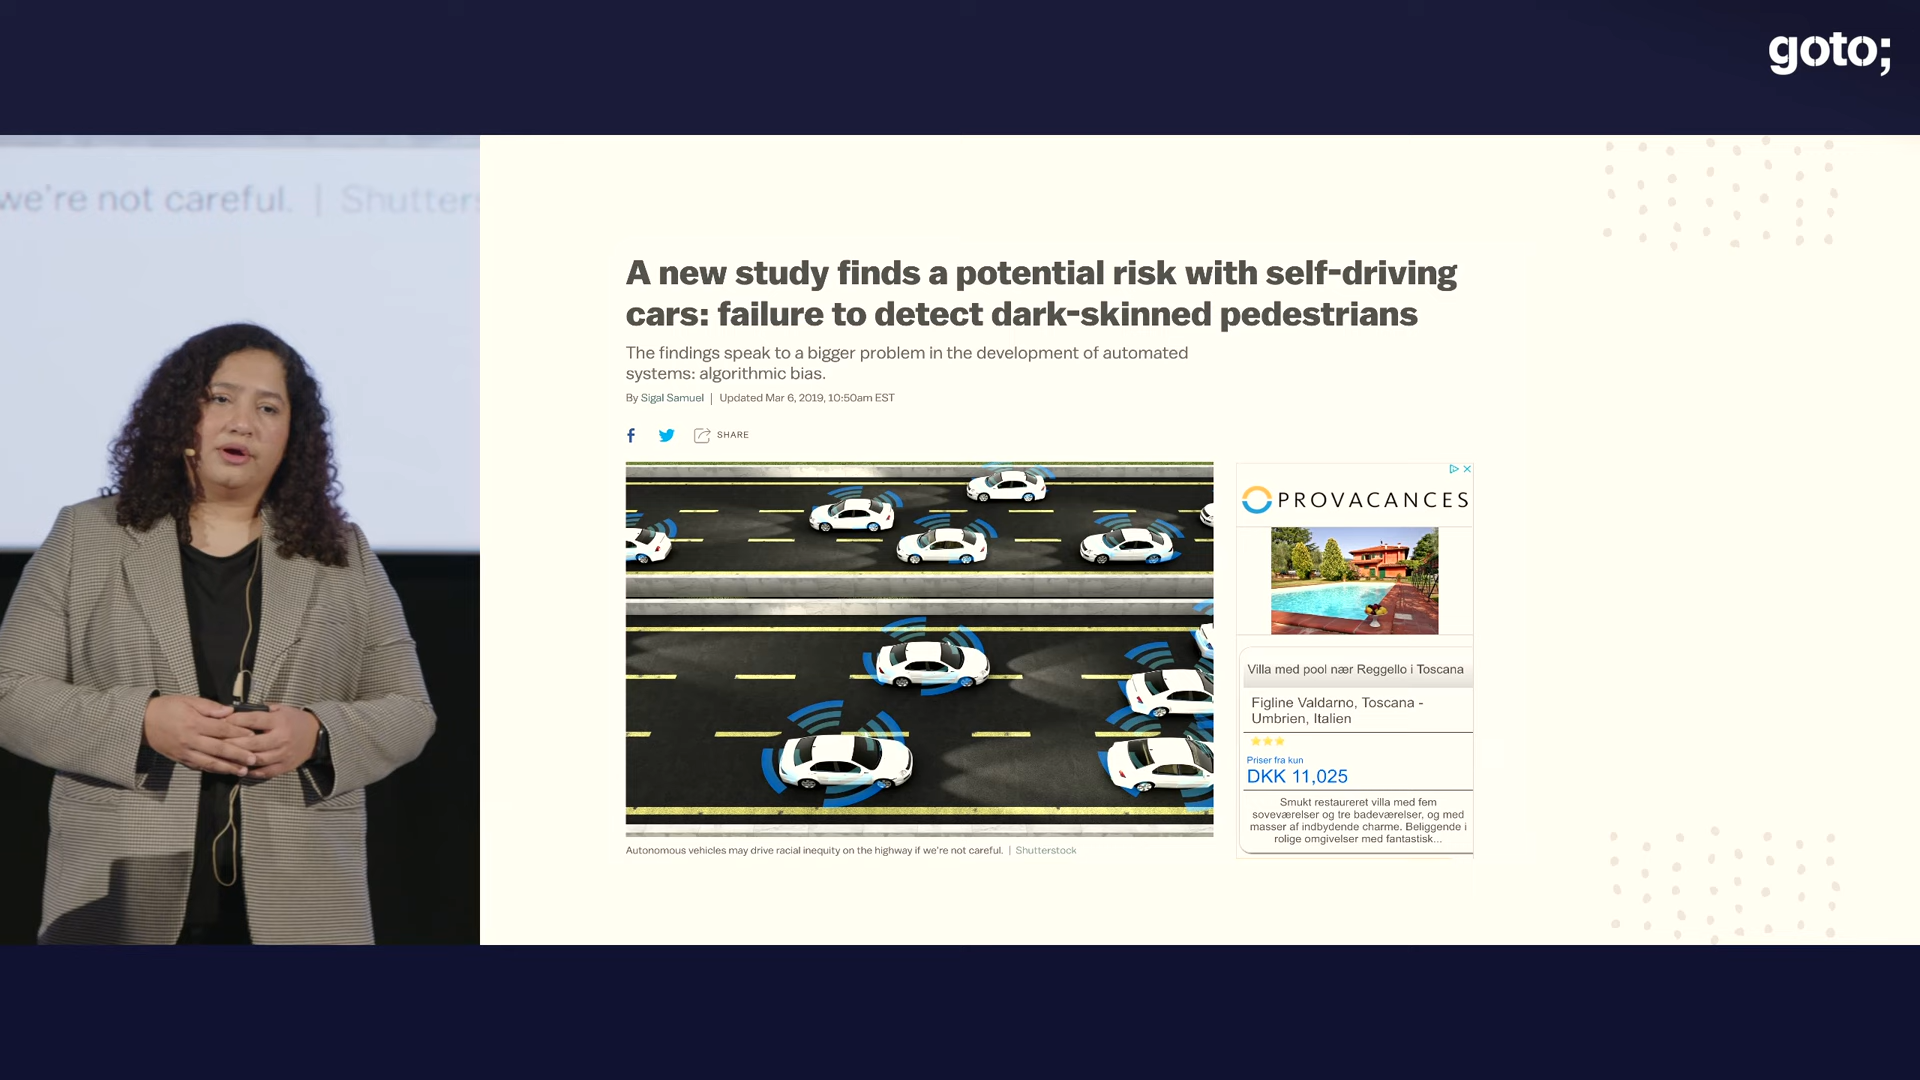 goto;
we're not careful. | Shutters
A new study finds a potential risk with self-driving
cars: failure to detect dark-skinned pedestrians
The findings speak to a bigger problem in the development of automated
systems: algorithmic bias.
By Sigal Samuel | Updated Mar 6, 2019, 10:50am EST
SHARE
PROVACANCES
Villa med pool nær Reggello i Toscana
Figline Valdarno, Toscana -
Umbrien, Italien
Priser fra kun
DKK 11,025
Smukt restaureret villa med fem
soveværelser og tre badeværelser, og med
masser af indbydende charme. Beliggende i
rolige omgivelser med fantastisk...
Autonomous vehicles may drive racial inequity on the highway if we're not careful. | Shutterstock